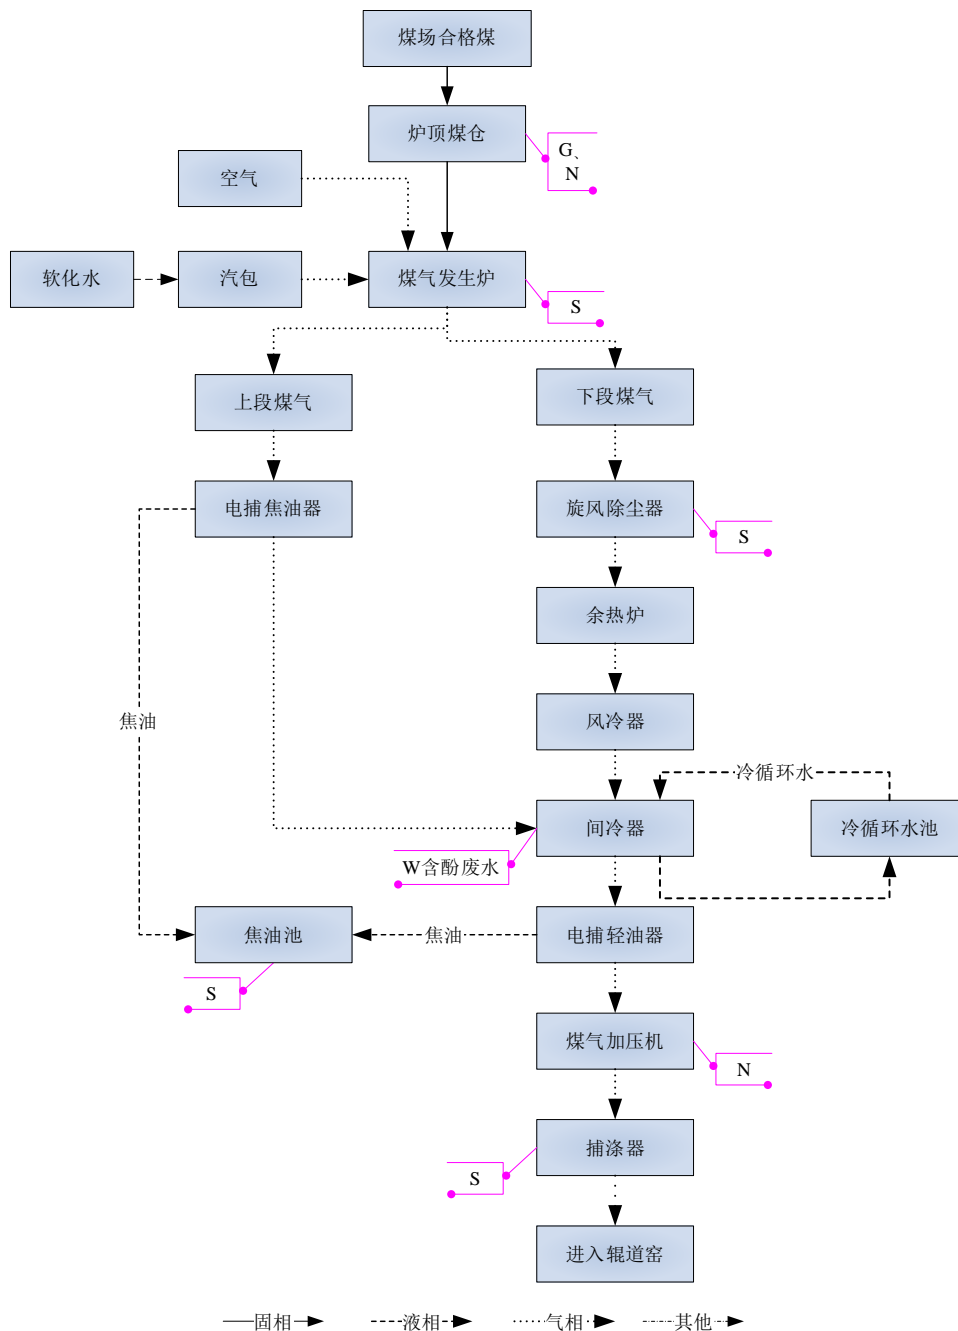 煤场合格煤
炉顶煤仓
G、
N
空气
软化水
汽包
煤气发生炉
S
上段煤气
下段煤气
电捕焦油器
旋风除尘器
S
余热炉
焦油
风冷器
冷循环水
间冷器
冷循环水池
W含酚废水
焦油池
焦油
电捕轻油器
S
煤气加压机
N
捕滴器
S
进入辊道窑
固相
液相
气相
其他